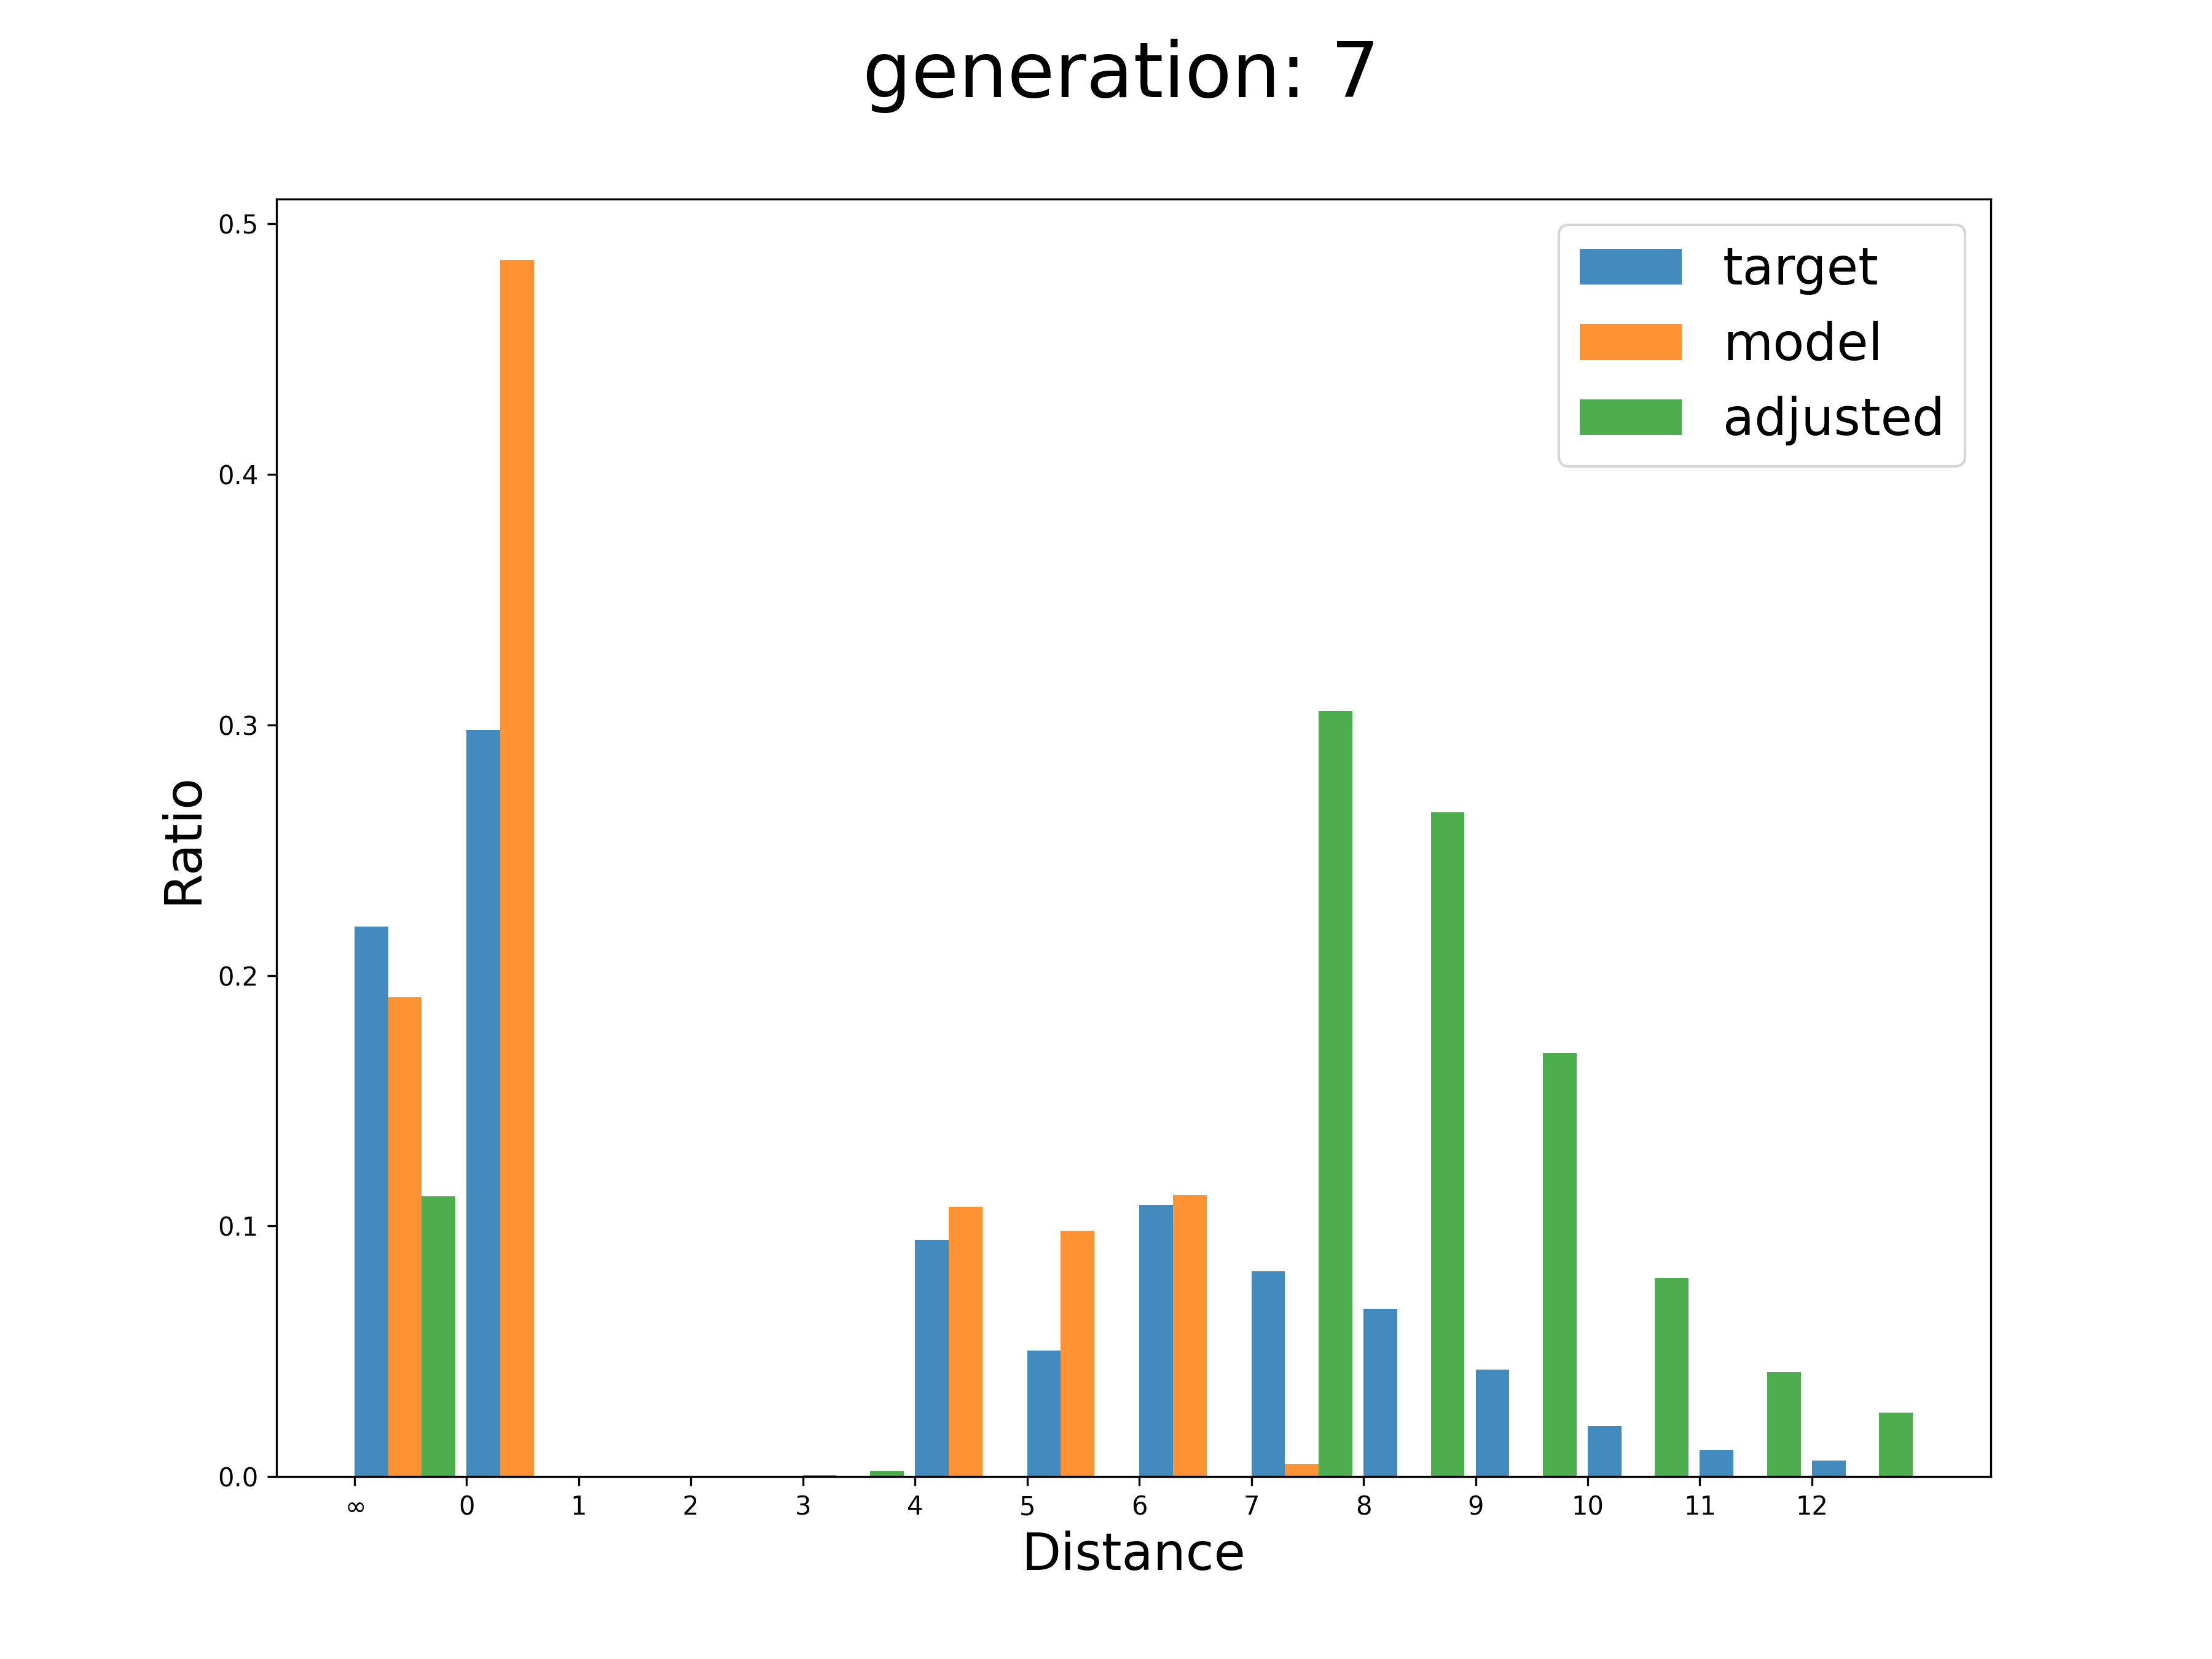 generation: 7
0.5
0.4
0.3
0.2
0.1
0.0
Ratio
target
model
adjusted
∞ 0 1 2 3 4 5 6 7 8 9 10 11 12
Distance